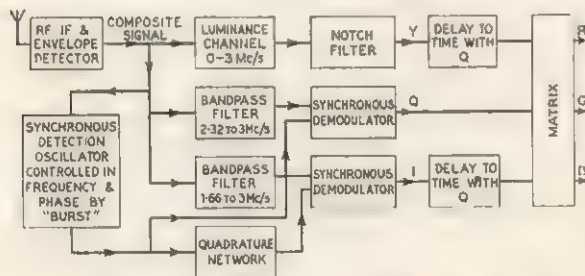 COMPOSITE
SIGNAL
RF IF &
ENVELOPE
DETECTOR
LUMINANCE
CHANNEL
0–3 Mc/s
NOTCH
FILTER
Y
DELAY TO
TIME WITH
Q
SYNCHRONOUS
DETECTION
OSCILLATOR
CONTROLLED
IN
FREQUENCY &
PHASE BY
"BURST"
BANDPASS
FILTER
2·32 TO 3Mc/s
SYNCHRONOUS
DEMODULATOR
Q
BANDPASS
FILTER
1·66 TO 3Mc/s
SYNCHRONOUS
DEMODULATOR
I
DELAY TO
TIME WITH
Q
QUADRATURE
NETWORK
MATRIX